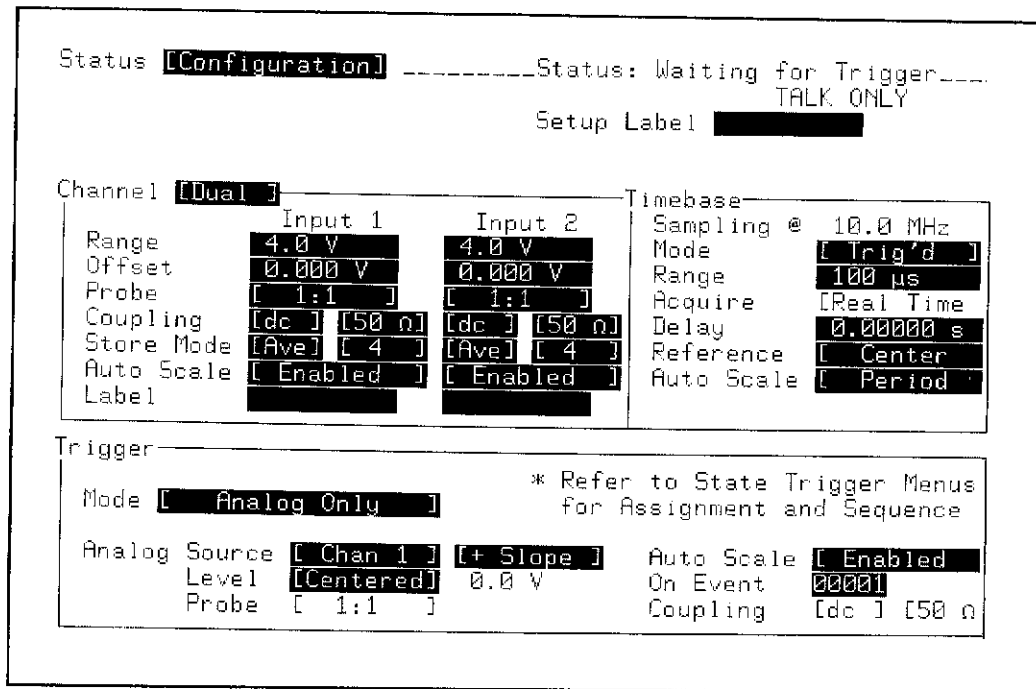 Status [Configuration] _________Status: Waiting for Trigger____
TALK ONLY
Setup Label
Channel [Dual ]
Input 1 Input 2
Range 4.0 V 4.0 V
Offset 0.000 V 0.000 V
Probe [ 1:1 ] [ 1:1 ]
Coupling [dc ] [50 Ω] [dc ] [50 Ω]
Store Mode [Ave] [ 4 ] [Ave] [ 4 ]
Auto Scale [ Enabled ] [ Enabled ]
Label
Timebase
Sampling @ 10.0 MHz
Mode [ Trig'd ]
Range 100 µs
Acquire [Real Time
Delay 0.00000 s
Reference [ Center
Auto Scale [ Period
Trigger
Mode [ Analog Only ]
* Refer to State Trigger Menus
for Assignment and Sequence
Analog Source [ Chan 1 ] [+ Slope ]
Level [Centered] 0.0 V
Probe [ 1:1 ]
Auto Scale [ Enabled
On Event 00001
Coupling [dc ] [50 Ω